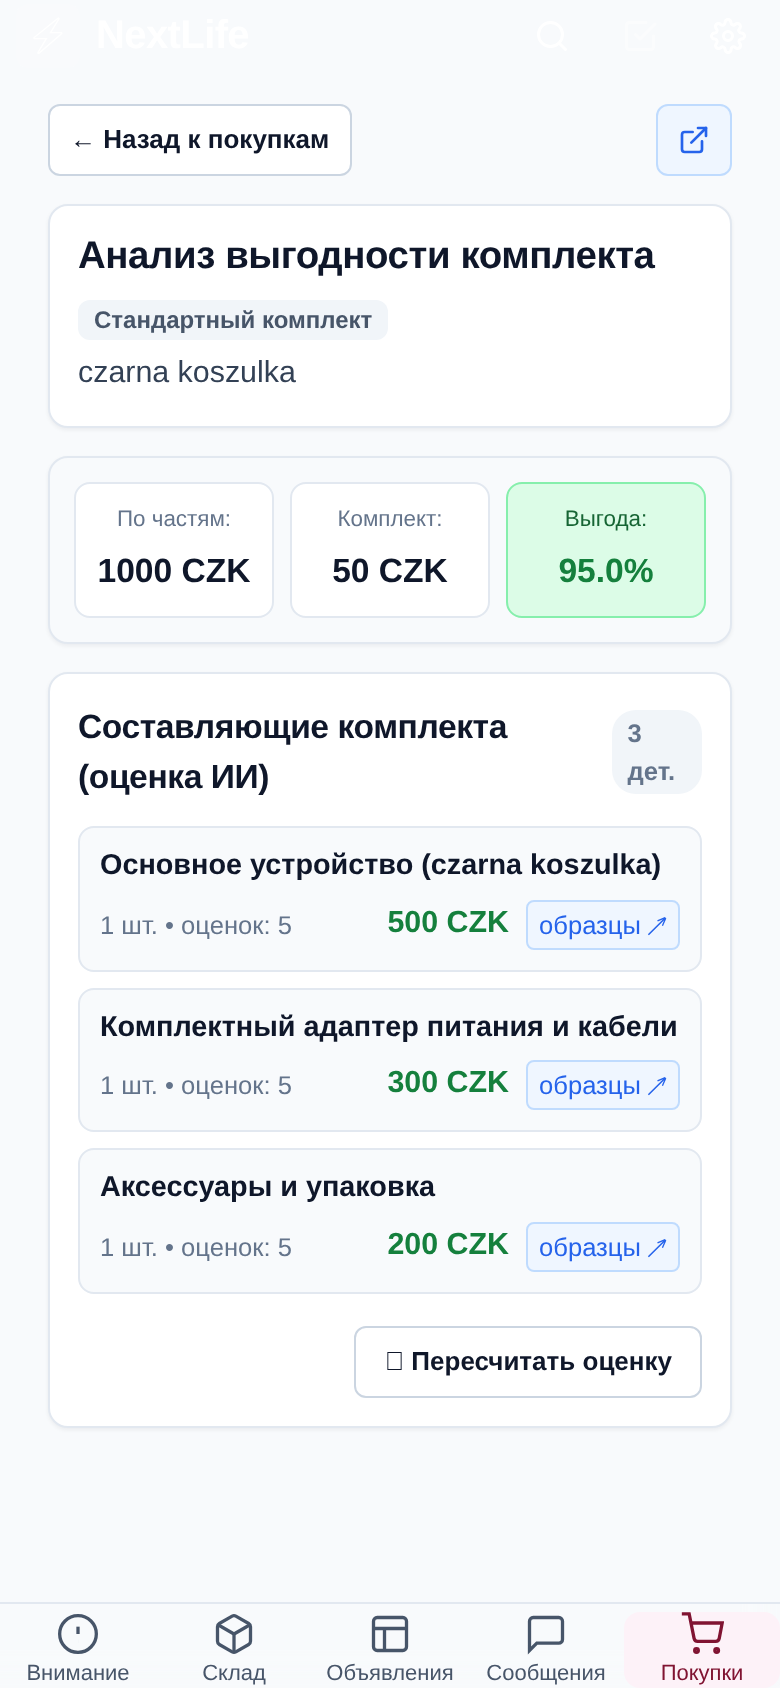 NextLife
← Назад к покупкам
Анализ выгодности комплекта
Стандартный комплект
czarna koszulka
По частям:
1000 CZK
Комплект:
50 CZK
Выгода:
95.0%
Составляющие комплекта
(оценка ИИ)
3
дет.
Основное устройство (czarna koszulka)
1 шт. • оценок: 5
500 CZK
образцы ↗
Комплектный адаптер питания и кабели
1 шт. • оценок: 5
300 CZK
образцы ↗
Аксессуары и упаковка
1 шт. • оценок: 5
200 CZK
образцы ↗
Пересчитать оценку
Внимание
Склад
Объявления
Сообщения
Покупки